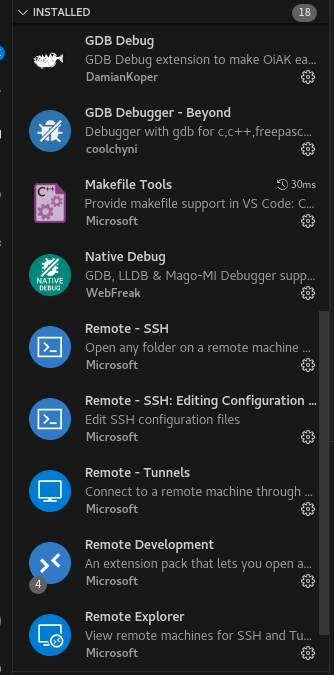 INSTALLED 18
GDB Debug
GDB Debug extension to make OiAK ea...
DamianKoper
GDB Debugger - Beyond
Debugger with gdb for c,c++,freepasc...
coolchyni
C++
Makefile Tools 30ms
Provide makefile support in VS Code: C...
Microsoft
NATIVE
DEBUG
Native Debug
GDB, LLDB & Mago-MI Debugger supp...
WebFreak
Remote - SSH
Open any folder on a remote machine ...
Microsoft
Remote - SSH: Editing Configuration ...
Edit SSH configuration files
Microsoft
Remote - Tunnels
Connect to a remote machine through ...
Microsoft
4
Remote Development
An extension pack that lets you open a...
Microsoft
Remote Explorer
View remote machines for SSH and Tu...
Microsoft